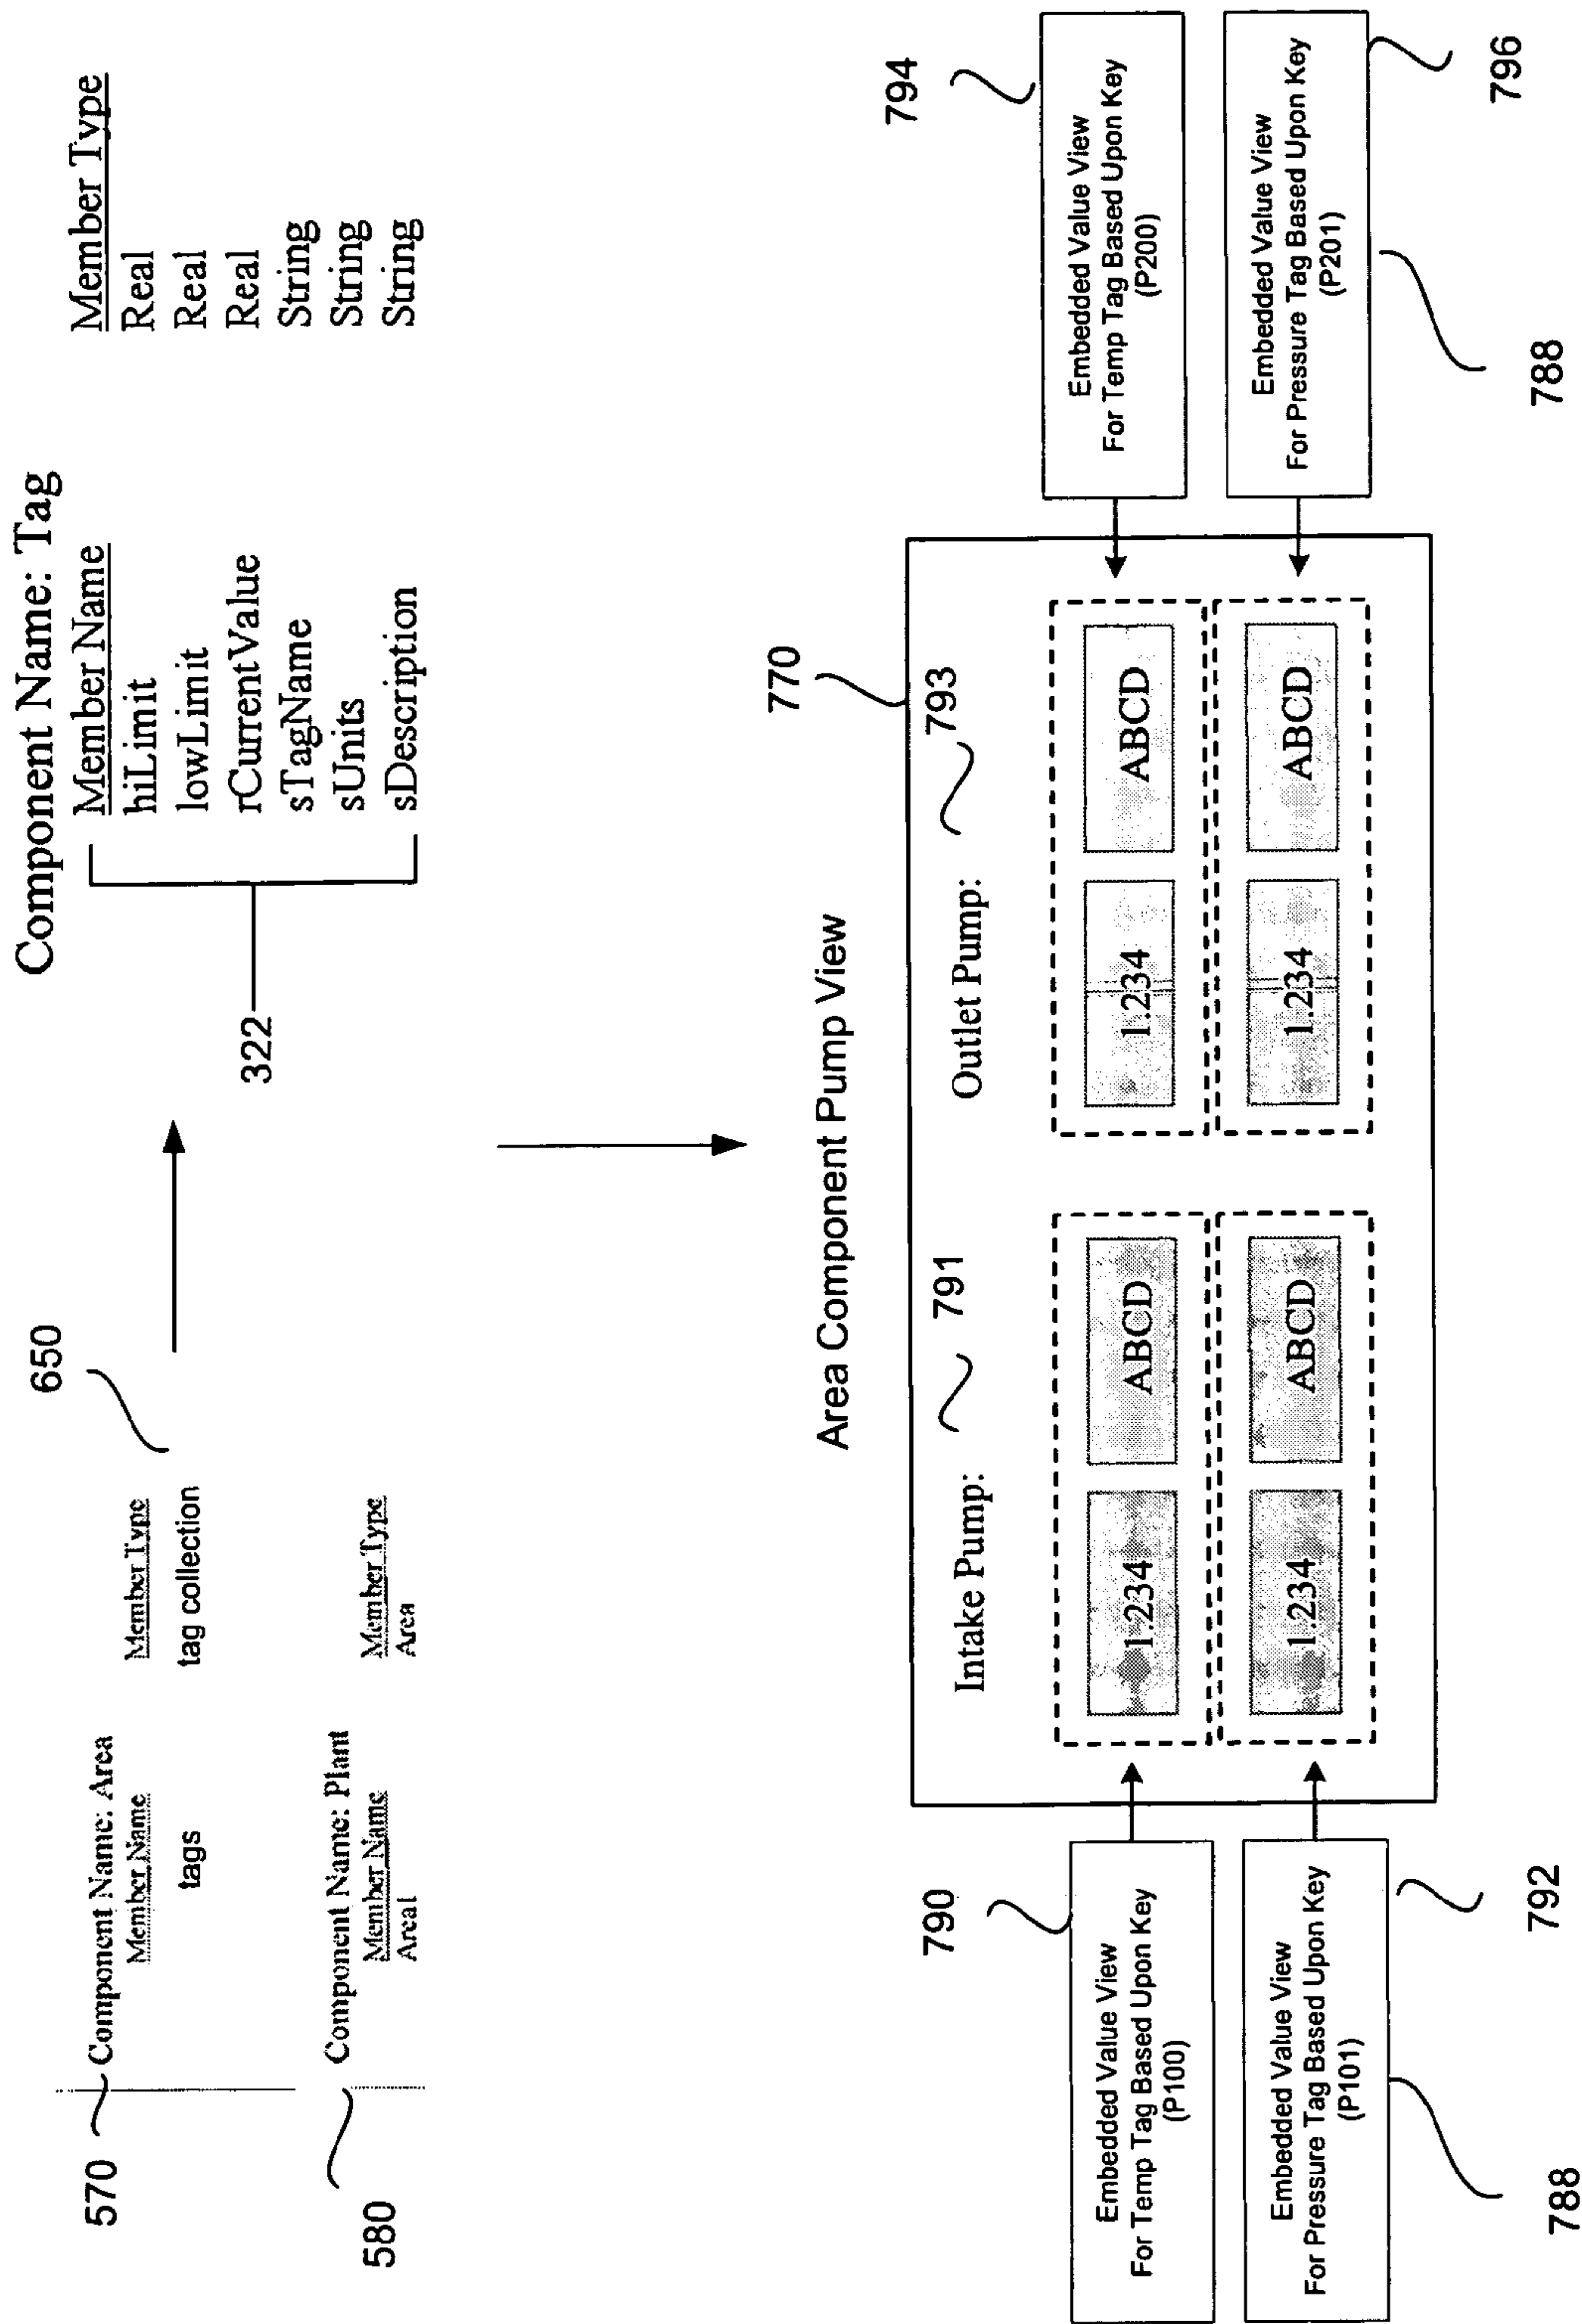 570
Component Name: Area
Member Name
Member Type
650
tags
tag collection
580
Component Name: Plant
Member Name
Member Type
Area1
Area
Component Name: Tag
Member Name
Member Type
hiLimit
Real
lowLimit
Real
rCurrentValue
Real
sTagName
String
sUnits
String
sDescription
String
322
Area Component Pump View
770
Intake Pump:
791
Outlet Pump:
793
1.234
ABCD
1.234
ABCD
1.234
ABCD
1.234
ABCD
790
Embedded Value View
For Temp Tag Based Upon Key
(P100)
Embedded Value View
For Pressure Tag Based Upon Key
(P101)
792
788
794
Embedded Value View
For Temp Tag Based Upon Key
(P200)
Embedded Value View
For Pressure Tag Based Upon Key
(P201)
796
788